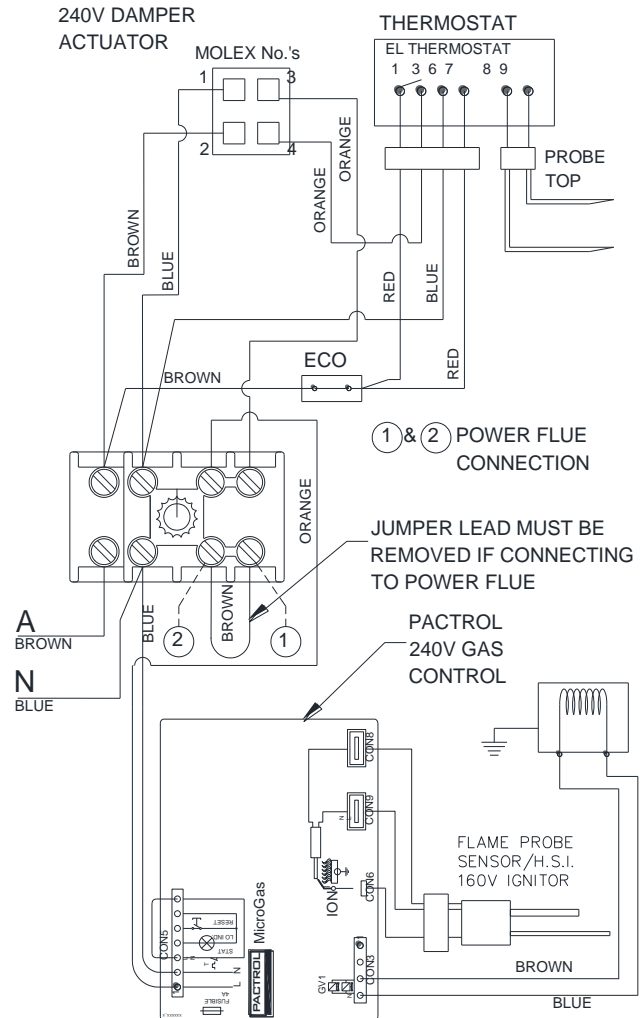 240V DAMPER
ACTUATOR
MOLEX No.'s
1
3
2
4
THERMOSTAT
EL THERMOSTAT
1 3 6 7 8 9
PROBE
TOP
BROWN
BLUE
ORANGE
ORANGE
RED
BLUE
RED
ECO
BROWN
1 & 2 POWER FLUE
CONNECTION
ORANGE
JUMPER LEAD MUST BE
REMOVED IF CONNECTING
TO POWER FLUE
A
BROWN
N
BLUE
BLUE
2
BROWN
1
PACTROL
240V GAS
CONTROL
CON8
CON9
N
CON6
ION
FLAME PROBE
SENSOR/H.S.I.
160V IGNITOR
CON5
RESET
LO IND
STAT
T
N
L
4A
FUSIBLE
MicroGas
PACTROL
GV1
N
CON3
BROWN
BLUE